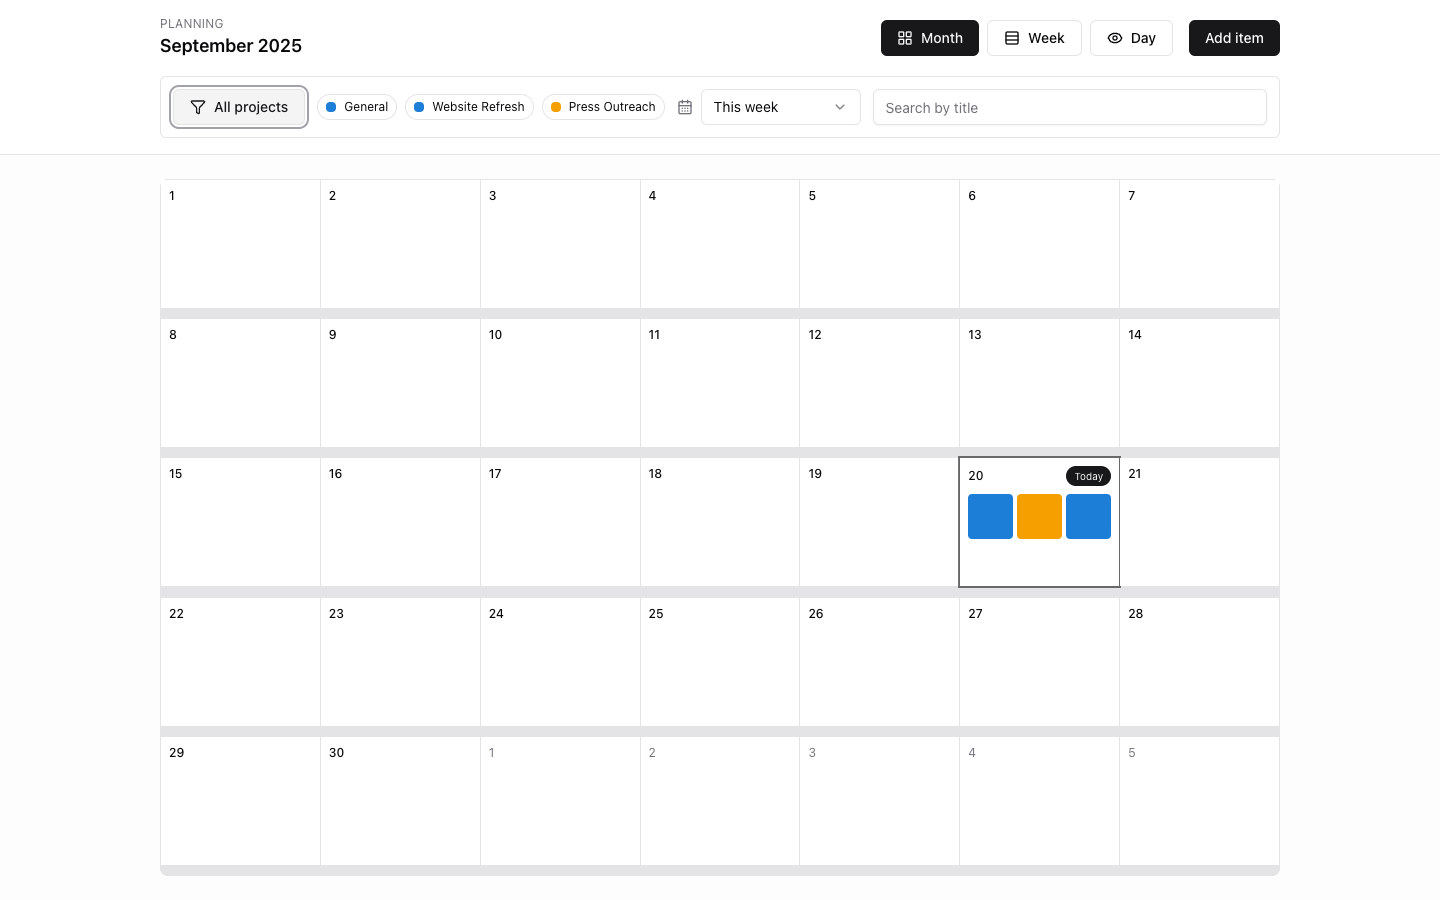 PLANNING
September 2025
Month
Week
Day
Add item
All projects
General
Website Refresh
Press Outreach
This week
Search by title
1 2 3 4 5 6 7
8 9 10 11 12 13 14
15 16 17 18 19 20 Today 21
22 23 24 25 26 27 28
29 30 1 2 3 4 5